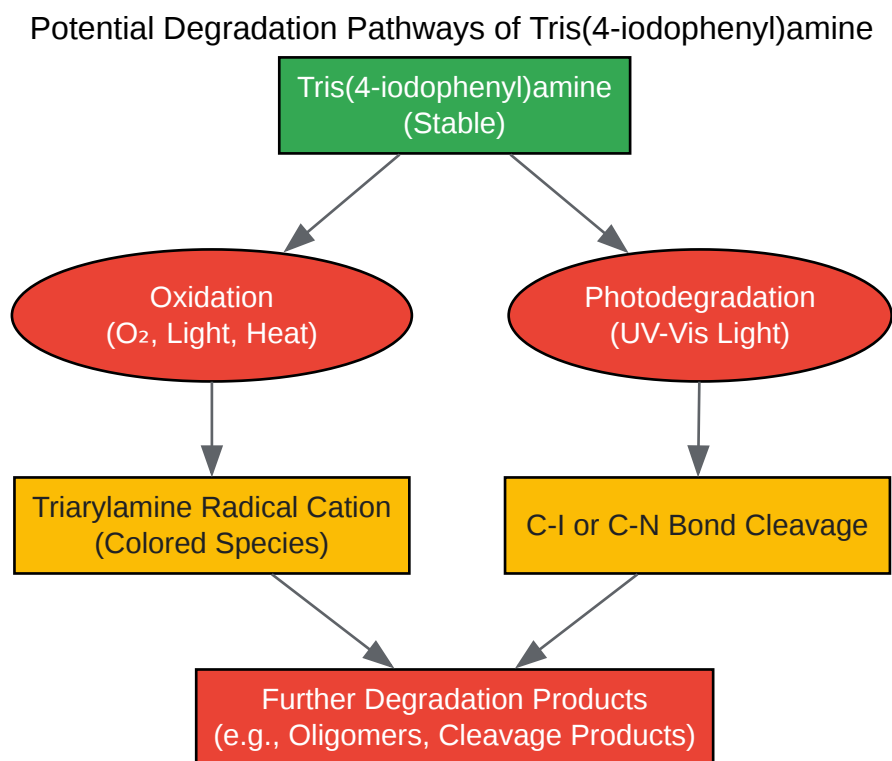 Potential Degradation Pathways of Tris(4-iodophenyl)amine
Tris(4-iodophenyl)amine
(Stable)
Oxidation
(O₂, Light, Heat)
Photodegradation
(UV-Vis Light)
Triarylamine Radical Cation
(Colored Species)
C-I or C-N Bond Cleavage
Further Degradation Products
(e.g., Oligomers, Cleavage Products)